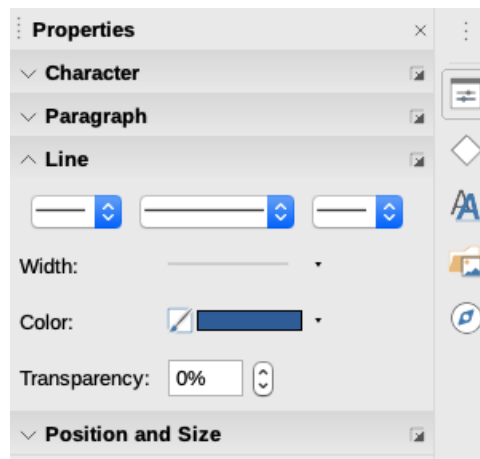 Properties
Character
Paragraph
Line
Width:
Color:
Transparency: 0%
Position and Size